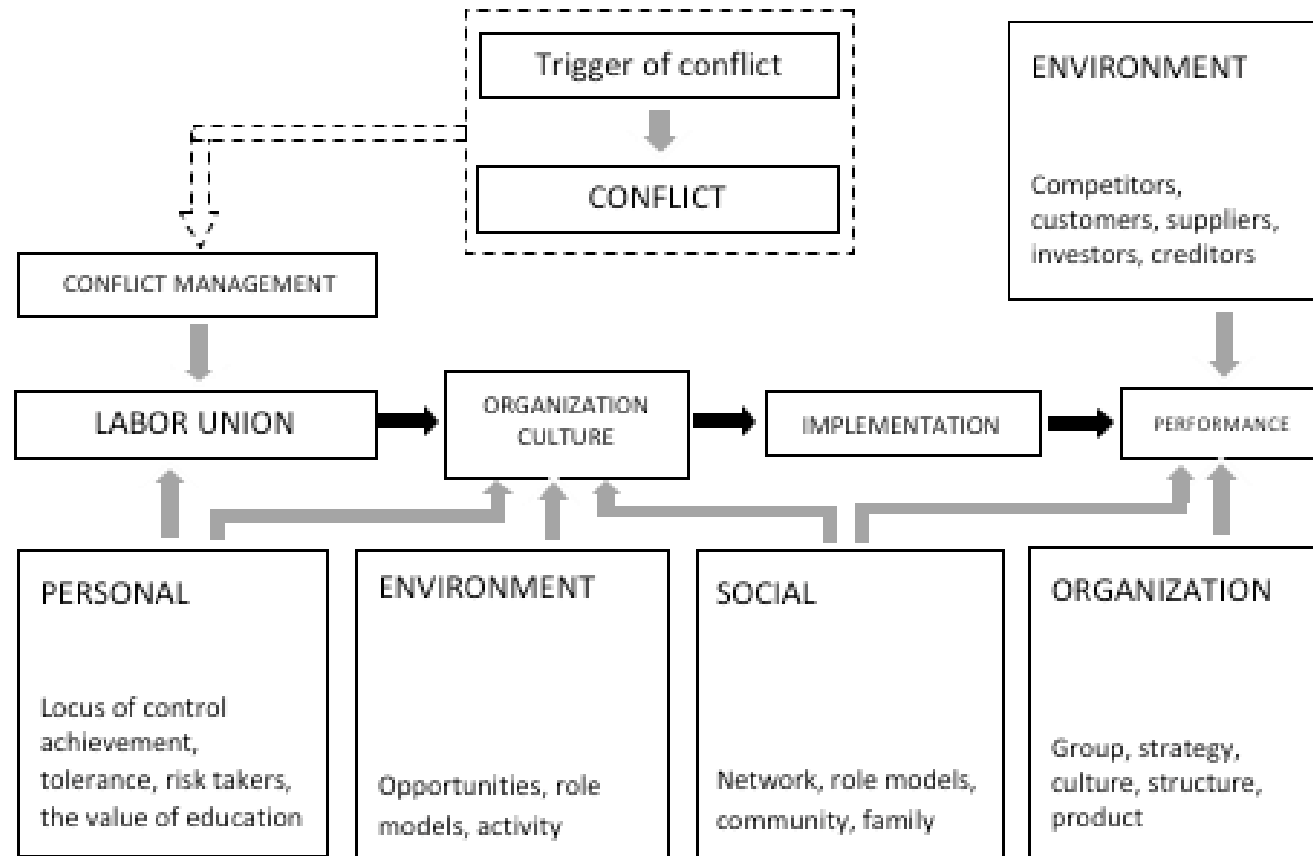 Trigger of conflict
CONFLICT
ENVIRONMENT
Competitors,
customers, suppliers,
investors, creditors
CONFLICT MANAGEMENT
LABOR UNION
ORGANIZATION
CULTURE
IMPLEMENTATION
PERFORMANCE
PERSONAL
Locus of control
achievement,
tolerance, risk takers,
the value of education
ENVIRONMENT
Opportunities, role
models, activity
SOCIAL
Network, role models,
community, family
ORGANIZATION
Group, strategy,
culture, structure,
product